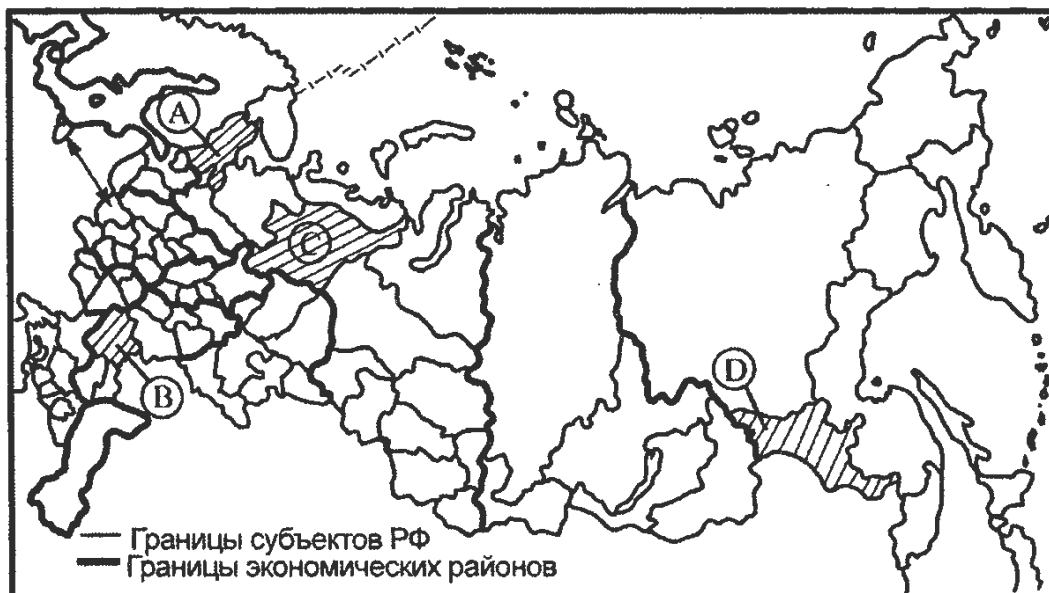 A
C
B
D
Границы субъектов РФ
Границы экономических районов